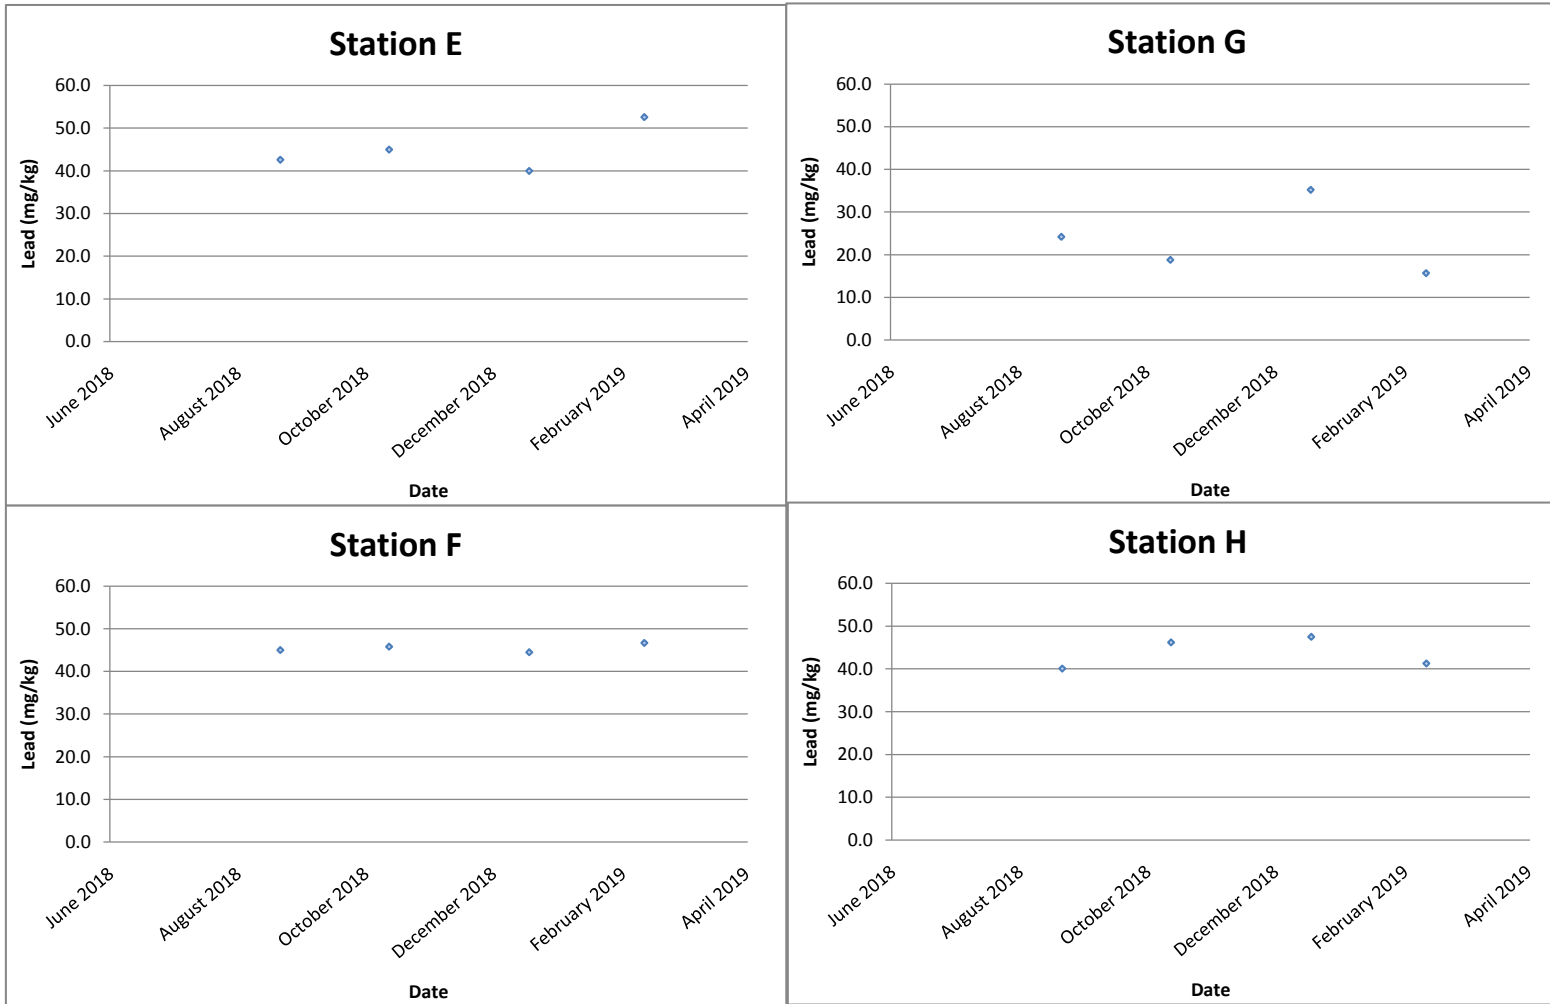 Station E
60.0
50.0
40.0
30.0
20.0
10.0
0.0
Lead (mg/kg)
June 2018
August 2018
October 2018
December 2018
February 2019
April 2019
Date
Station G
60.0
50.0
40.0
30.0
20.0
10.0
0.0
Lead (mg/kg)
June 2018
August 2018
October 2018
December 2018
February 2019
April 2019
Date
Station F
60.0
50.0
40.0
30.0
20.0
10.0
0.0
Lead (mg/kg)
June 2018
August 2018
October 2018
December 2018
February 2019
April 2019
Date
Station H
60.0
50.0
40.0
30.0
20.0
10.0
0.0
Lead (mg/kg)
June 2018
August 2018
October 2018
December 2018
February 2019
April 2019
Date